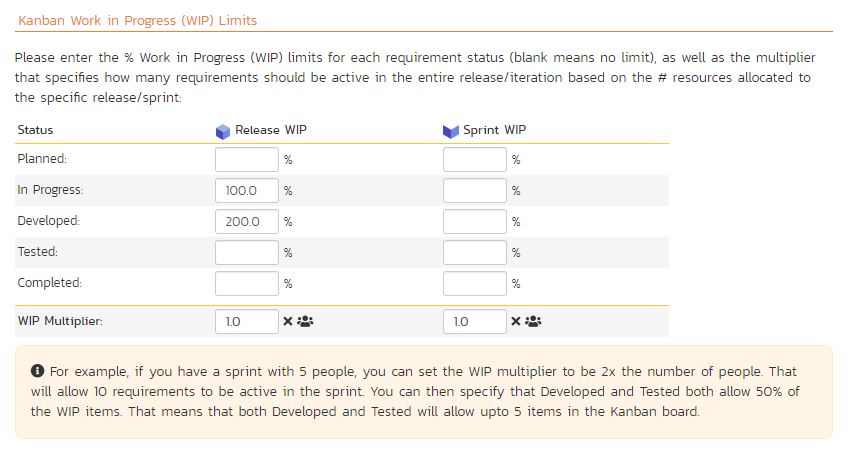 Kanban Work in Progress (WIP) Limits
Please enter the % Work in Progress (WIP) limits for each requirement status (blank means no limit), as well as the multiplier
that specifies how many requirements should be active in the entire release/iteration based on the # resources allocated to
the specific release/sprint:
Status Release WIP Sprint WIP
Planned: % %
In Progress: 100.0 % %
Developed: 200.0 % %
Tested: % %
Completed: % %
WIP Multiplier: 1.0 1.0
For example, if you have a sprint with 5 people, you can set the WIP multiplier to be 2x the number of people. That
will allow 10 requirements to be active in the sprint. You can then specify that Developed and Tested both allow 50% of
the WIP items. That means that both Developed and Tested will allow upto 5 items in the Kanban board.